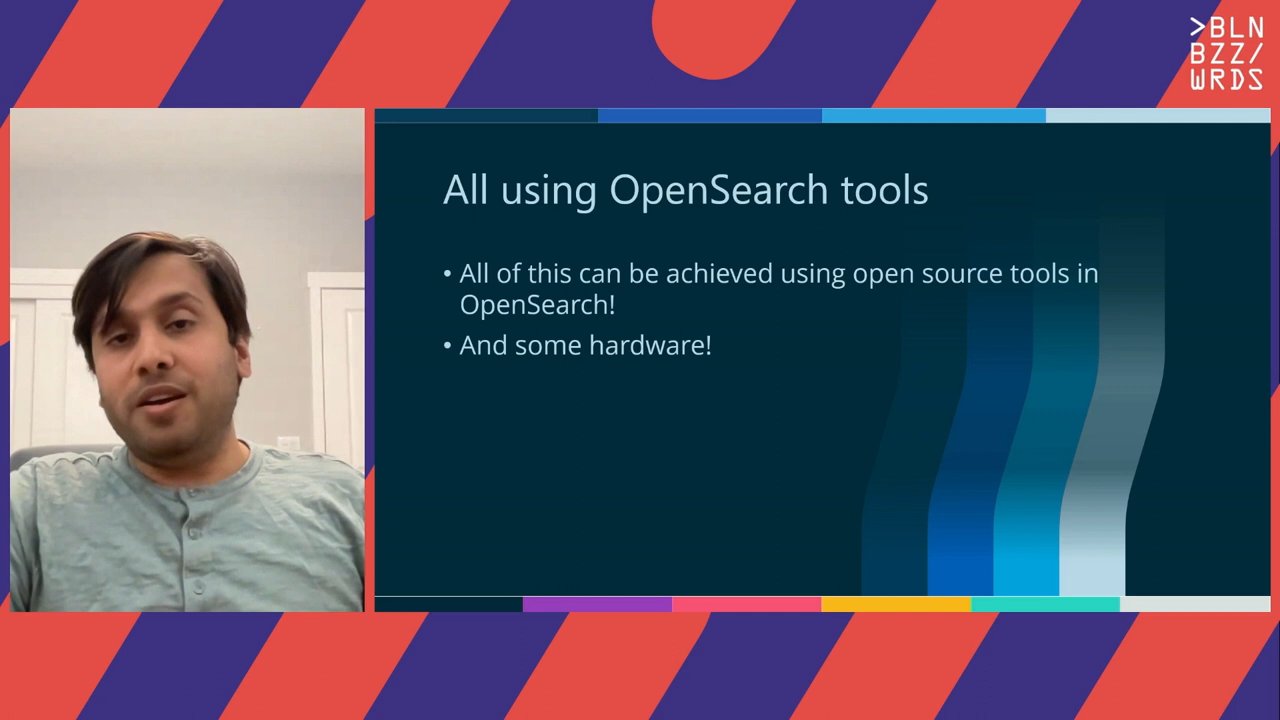 >BLN
BZZ/
WRDS
All using OpenSearch tools
• All of this can be achieved using open source tools in
OpenSearch!
• And some hardware!